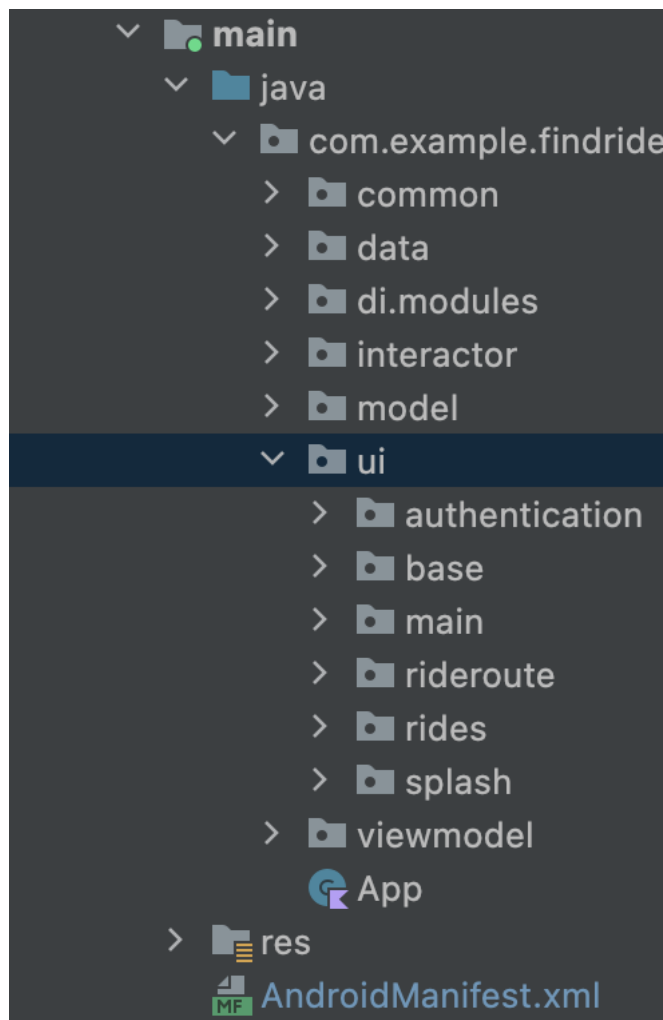 main
java
com.example.findride
common
data
di.modules
interactor
model
ui
authentication
base
main
rideroute
rides
splash
viewmodel
App
res
MF AndroidManifest.xml